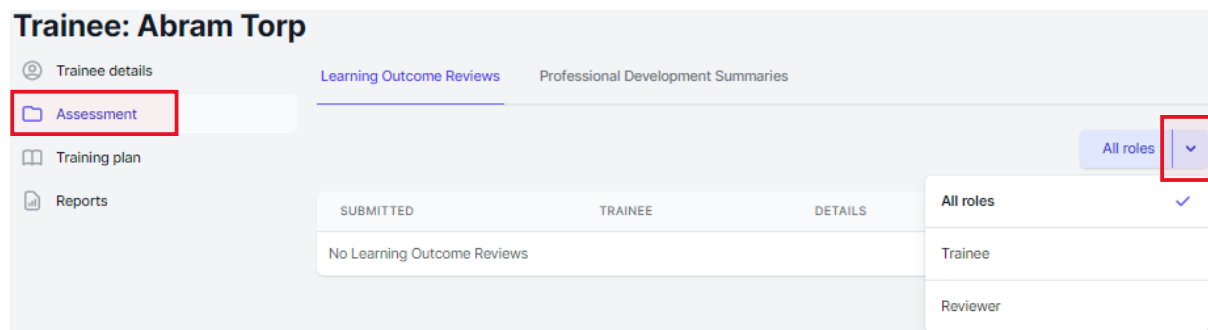 Trainee: Abram Torp
Trainee details
Assessment
Training plan
Reports
Learning Outcome Reviews Professional Development Summaries
All roles
SUBMITTED TRAINEE DETAILS
No Learning Outcome Reviews
All roles
Trainee
Reviewer